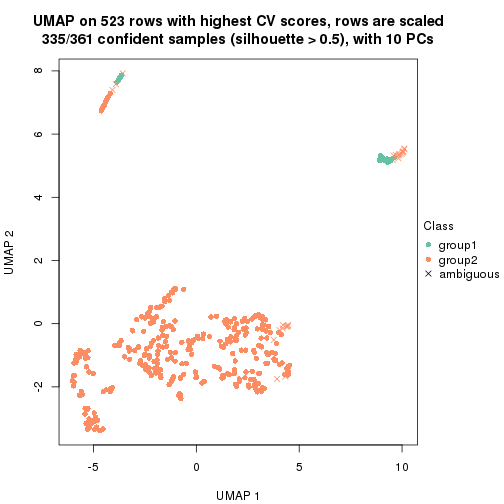 UMAP on 523 rows with highest CV scores, rows are scaled
335/361 confident samples (silhouette > 0.5), with 10 PCs
8
6
4
2
0
-2
UMAP 2
Class
group1
group2
ambiguous
-5
0
5
10
UMAP 1